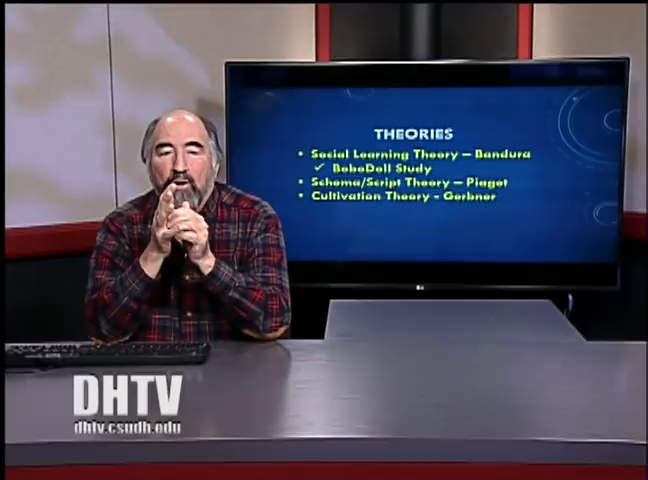 THEORIES
• Social Learning Theory – Bandura
✓ BoboDoll Study
• Schema/Script Theory – Piaget
• Cultivation Theory - Gerbner
DHTV
dhtv.csudh.edu